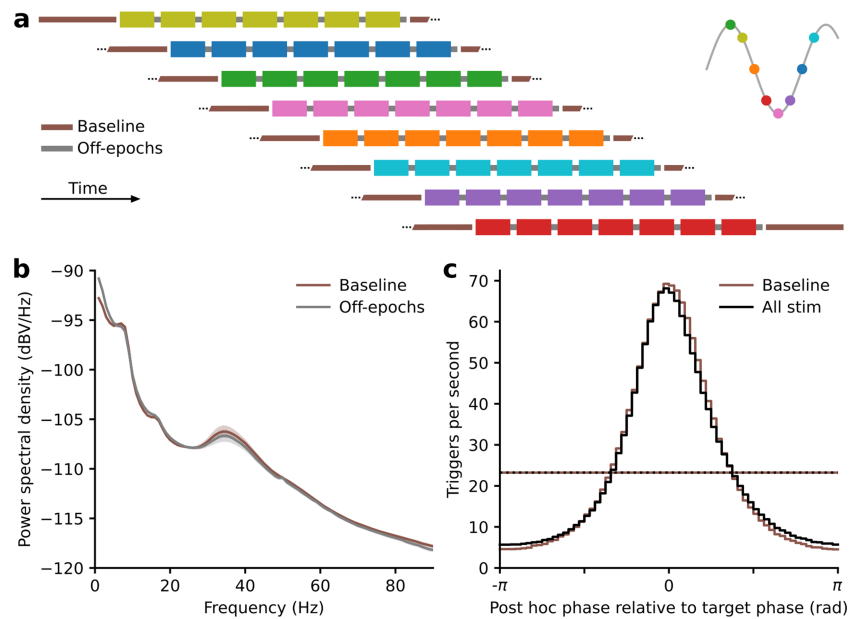 a
Baseline
Off-epochs
Time
b
−90
−95
−100
−105
−110
−115
−120
0
20
40
60
80
Power spectral density (dBV/Hz)
Frequency (Hz)
Baseline
Off-epochs
c
70
60
50
40
30
20
10
0
-π
0
π
Triggers per second
Post hoc phase relative to target phase (rad)
Baseline
All stim